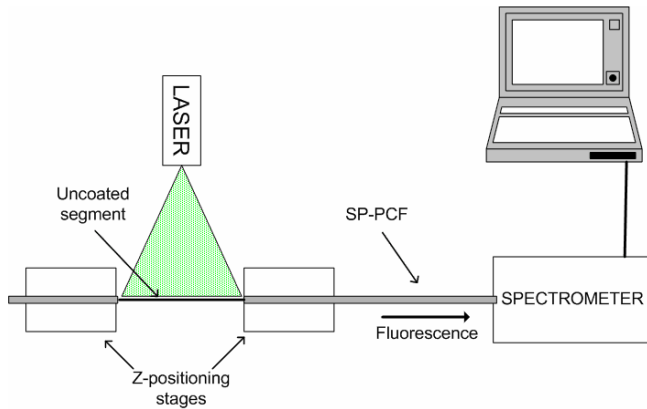 LASER
Uncoated
segment
SP-PCF
SPECTROMETER
Fluorescence
Z-positioning
stages